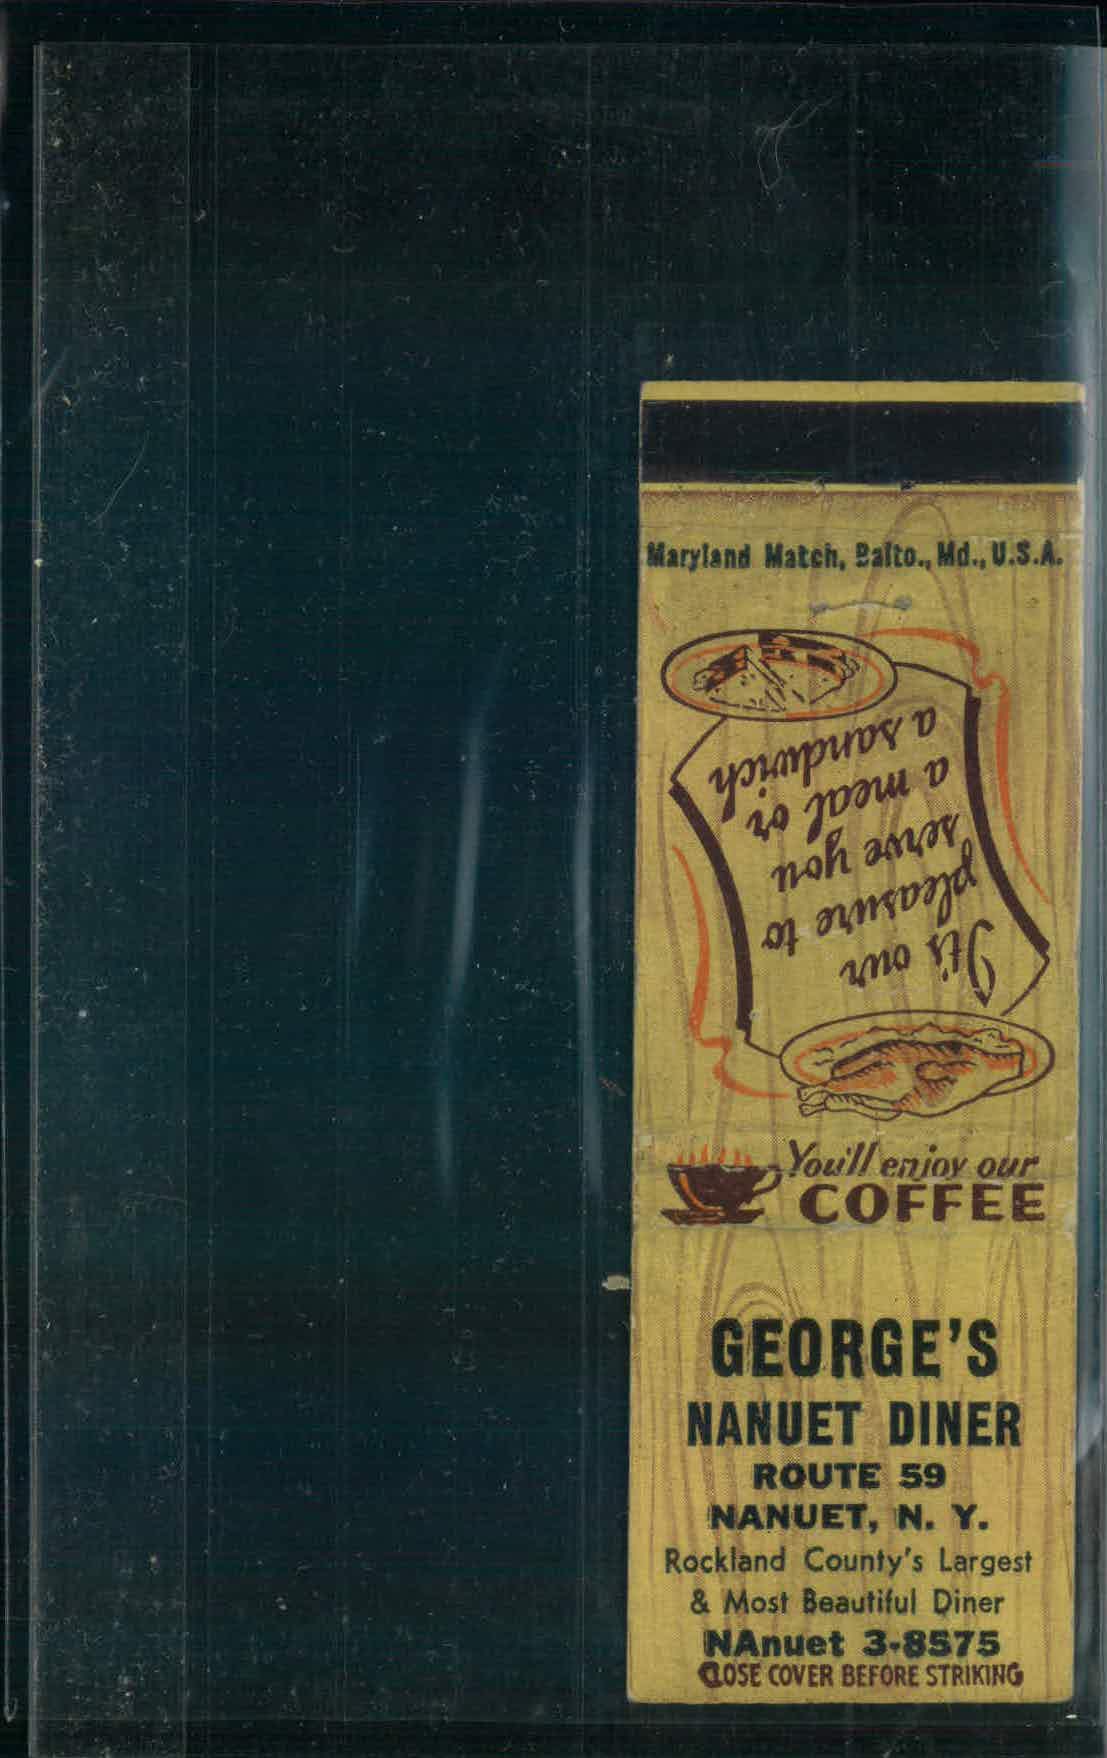 Maryland Match, Balto., Md., U.S.A.
It's our
pleasure to
serve you
a meal or
a sandwich
You'll enjoy our
COFFEE
GEORGE'S
NANUET DINER
ROUTE 59
NANUET, N. Y.
Rockland County's Largest
& Most Beautiful Diner
NAnuet 3-8575
CLOSE COVER BEFORE STRIKING